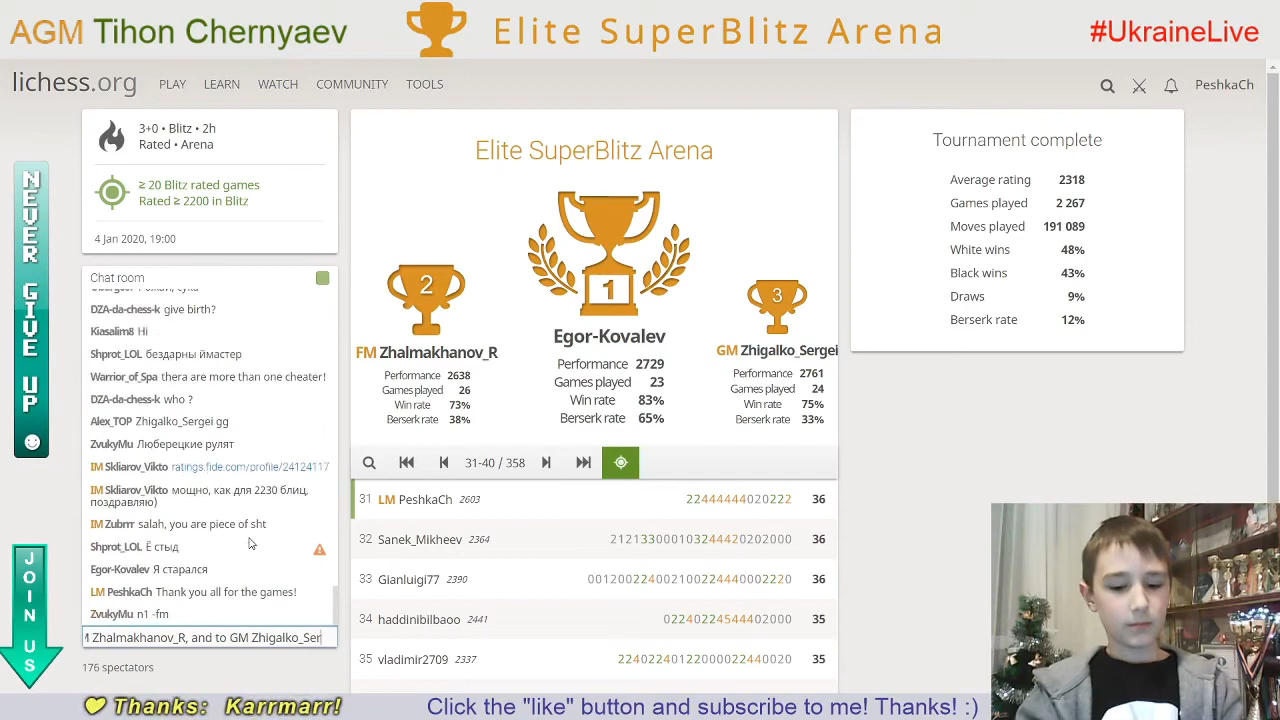 AGM Tihon Chernyaev
Elite SuperBlitz Arena
#UkraineLive
lichess.org
PLAY LEARN WATCH COMMUNITY TOOLS
PeshkaCh
NEVER GIVE UP
JOIN US
3+0 • Blitz • 2h
Rated • Arena
≥ 20 Blitz rated games
Rated ≥ 2200 in Blitz
4 Jan 2020, 19:00
Chat room
DZA-da-chess-k give birth?
Kiasalim8 Hi
Shprot_LOL бездарны ймастер
Warrior_of_Spa thera are more than one cheater!
DZA-da-chess-k who ?
Alex_TOP Zhigalko_Sergei gg
ZvukyMu Люберецкие рулят
IM Skliarov_Vikto ratings.fide.com/profile/24124117
IM Skliarov_Vikto мощно, как для 2230 блиц,
поздравляю)
IM Zubrrr salah, you are piece of sht
Shprot_LOL Ё стыд
Egor-Kovalev Я старался
LM PeshkaCh Thank you all for the games!
ZvukyMu n1 -fm
Zhalmakhanov_R, and to GM Zhigalko_Ser
176 spectators
Elite SuperBlitz Arena
2
1
3
FM Zhalmakhanov_R
Performance 2638
Games played 26
Win rate 73%
Berserk rate 38%
Egor-Kovalev
Performance 2729
Games played 23
Win rate 83%
Berserk rate 65%
GM Zhigalko_Sergei
Performance 2761
Games played 24
Win rate 75%
Berserk rate 33%
31-40 / 358
31 LM PeshkaCh 2603 22444444020222 36
32 Sanek_Mikheev 2364 212133000103244420202000 36
33 Gianluigi77 2390 001200224002100224440002220 36
34 haddinibilbaoo 2441 022402244544402000 35
35 vladimir2709 2337 22402240122000022440020 35
Tournament complete
Average rating 2318
Games played 2 267
Moves played 191 089
White wins 48%
Black wins 43%
Draws 9%
Berserk rate 12%
Thanks: Karrmarr!
Click the "like" button and subscribe to me! Thanks! :)